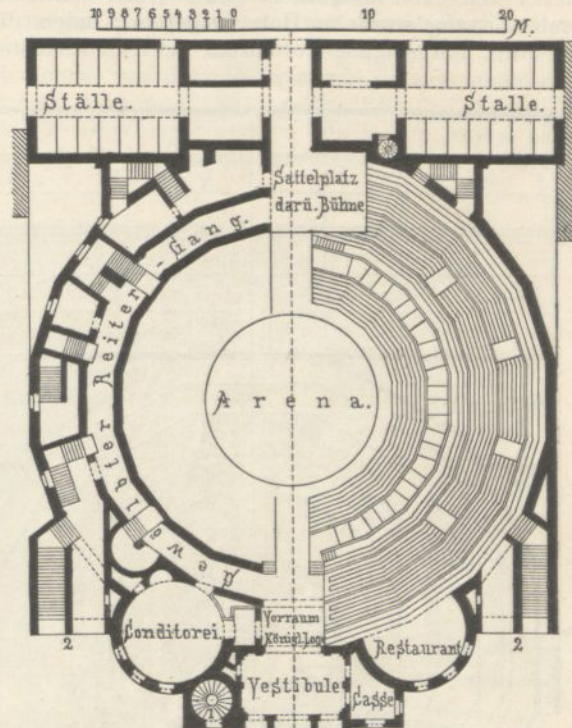 10 9 8 7 6 5 4 3 2 1 0 10 20 M.
Ställe.
Stalle.
Sattelplatz
darü. Bühne
Gewölbter Reiter-Gang.
Arena.
Conditorei.
Vorraum
Königl. Loge
Restaurant
2
2
Vestibule
Casse
1